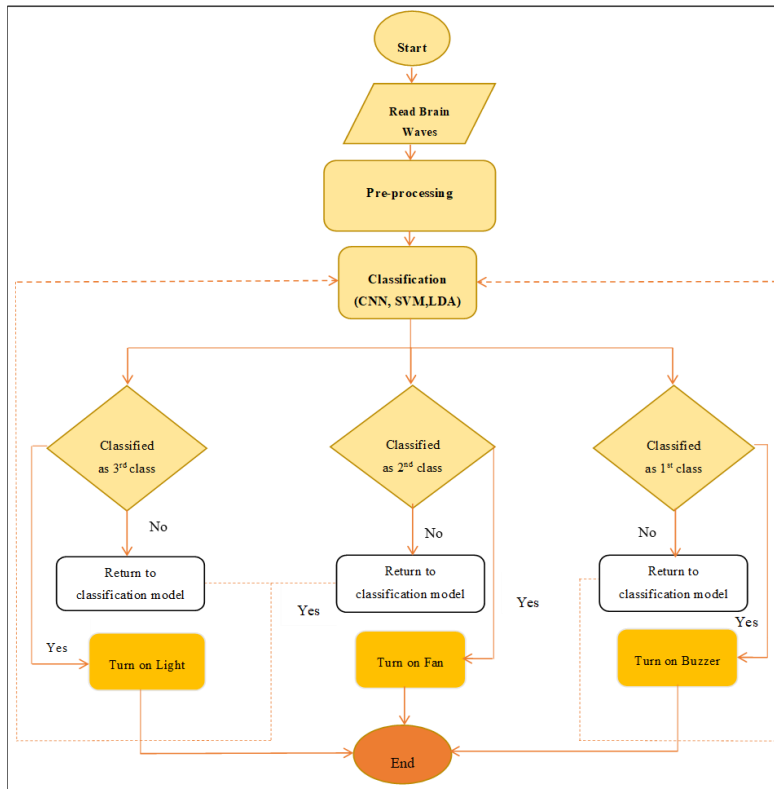 Start
Read Brain
Waves
Pre-processing
Classification
(CNN, SVM,LDA)
Classified
as 3rd class
Classified
as 2nd class
Classified
as 1st class
No
No
No
Return to
classification model
Return to
classification model
Return to
classification model
Yes
Yes
Yes
Yes
Turn on Light
Turn on Fan
Turn on Buzzer
End